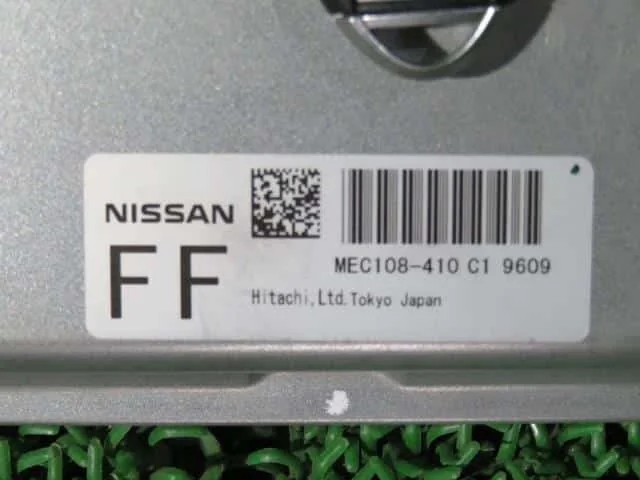 NISSAN
FF
MEC108-410 C1 9609
Hitachi,Ltd.Tokyo Japan